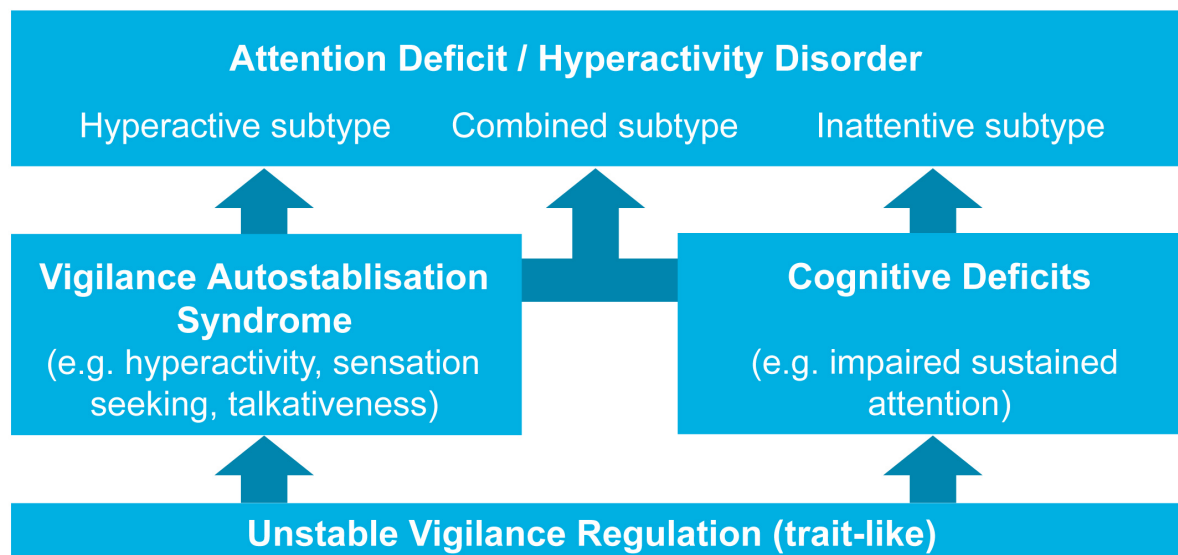 Attention Deficit / Hyperactivity Disorder
Hyperactive subtype Combined subtype Inattentive subtype
Vigilance Autostablisation
Syndrome
(e.g. hyperactivity, sensation
seeking, talkativeness)
Cognitive Deficits
(e.g. impaired sustained
attention)
Unstable Vigilance Regulation (trait-like)